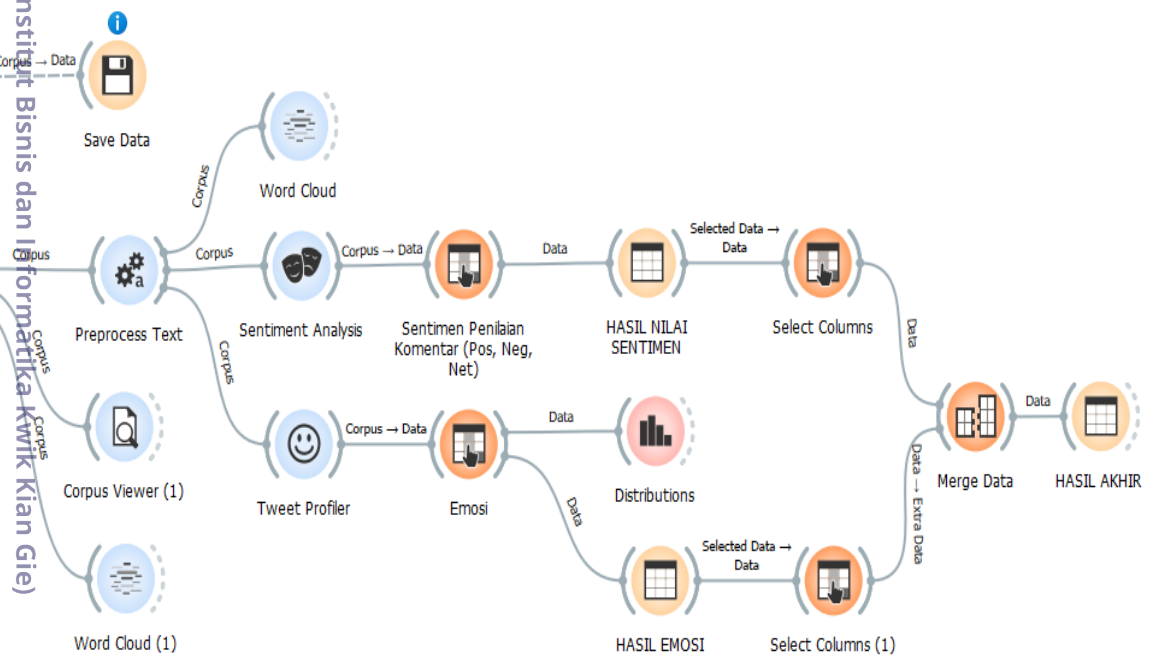 nstitut Bisnis dan Informatika Kwik Kian Gie)
Corpus → Data
i
Save Data
Corpus
Word Cloud
Corpus
Corpus
a
Preprocess Text
Sentiment Analysis
Corpus → Data
Sentimen Penilaian
Komentar (Pos, Neg,
Net)
Data
HASIL NILAI
SENTIMEN
Selected Data →
Data
Select Columns
Data
Corpus
Corpus
Corpus
Corpus Viewer (1)
Tweet Profiler
Corpus → Data
Emosi
Data
Distributions
Data
Merge Data
Data
HASIL AKHIR
Data → Extra Data
Word Cloud (1)
HASIL EMOSI
Selected Data →
Data
Select Columns (1)